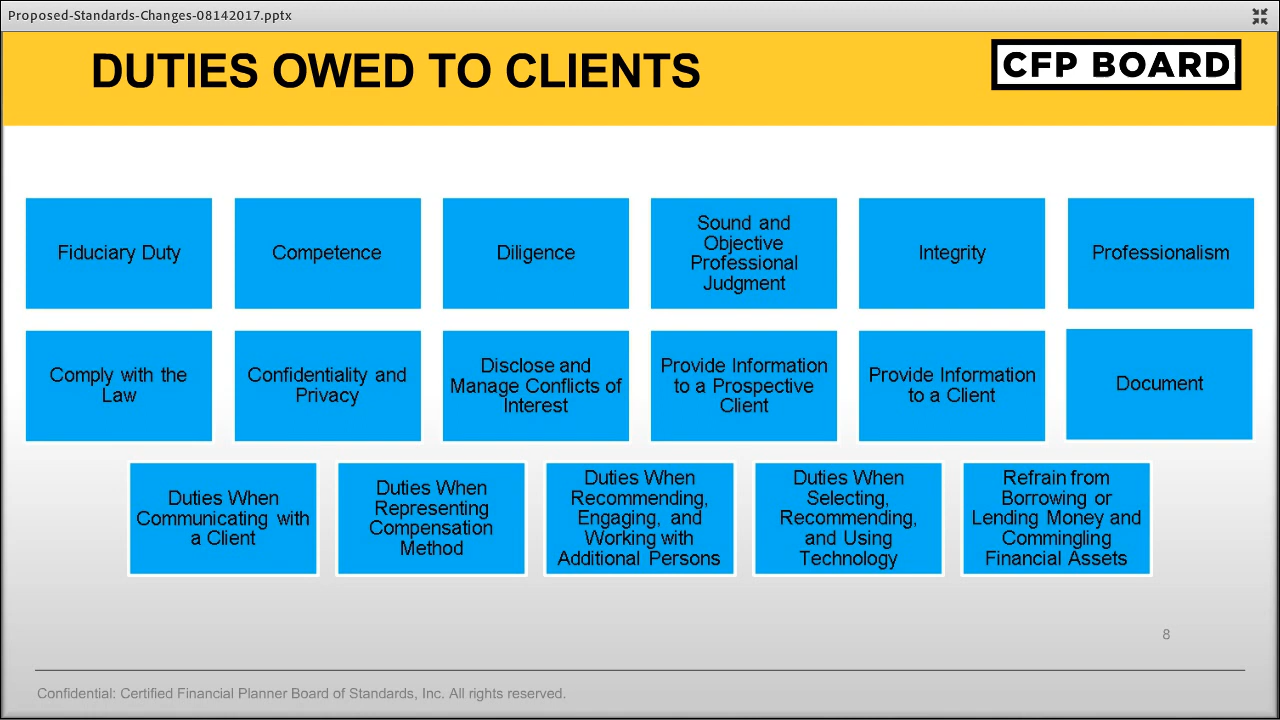 Proposed-Standards-Changes-08142017.pptx
DUTIES OWED TO CLIENTS
CFP BOARD
Fiduciary Duty
Competence
Diligence
Sound and
Objective
Professional
Judgment
Integrity
Professionalism
Comply with the
Law
Confidentiality and
Privacy
Disclose and
Manage Conflicts of
Interest
Provide Information
to a Prospective
Client
Provide Information
to a Client
Document
Duties When
Communicating with
a Client
Duties When
Representing
Compensation
Method
Duties When
Recommending,
Engaging, and
Working with
Additional Persons
Duties When
Selecting,
Recommending,
and Using
Technology
Refrain from
Borrowing or
Lending Money and
Commingling
Financial Assets
8
Confidential: Certified Financial Planner Board of Standards, Inc. All rights reserved.